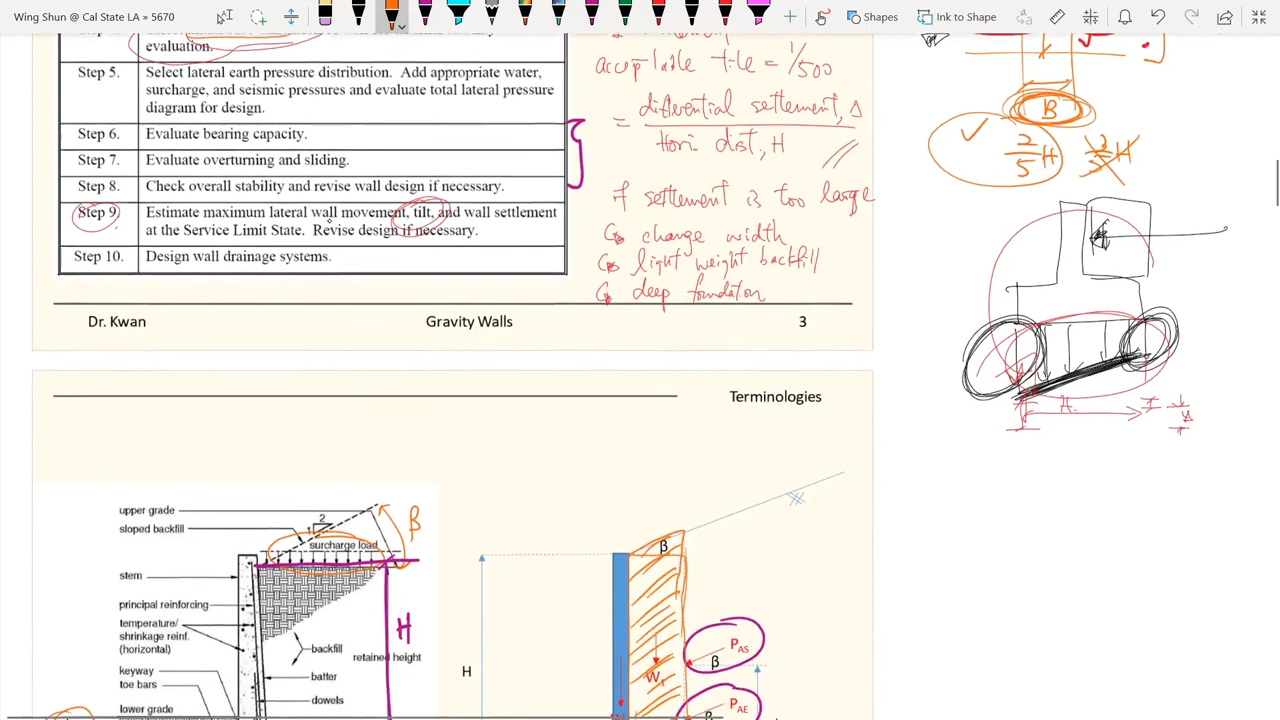 Wing Shun @ Cal State LA » 5670
Shapes
Ink to Shape
evaluation.
Step 5.
Select lateral earth pressure distribution. Add appropriate water,
surcharge, and seismic pressures and evaluate total lateral pressure
diagram for design.
Step 6.
Evaluate bearing capacity.
Step 7.
Evaluate overturning and sliding.
Step 8.
Check overall stability and revise wall design if necessary.
Step 9.
Estimate maximum lateral wall movement, tilt, and wall settlement
at the Service Limit State. Revise design if necessary.
Step 10.
Design wall drainage systems.
acceptable tilt = 1/500
= differential settlement, Δ
Hori dist., H
if settlement is too large
change width
light weight backfill
deep foundation
B
2/5 H
H
Δ
Dr. Kwan
Gravity Walls
3
Terminologies
upper grade
sloped backfill
2
1
surcharge load
β
stem
principal reinforcing
temperature/
shrinkage reinf.
(horizontal)
keyway
toe bars
lower grade
backfill
retained height
batter
dowels
H
H
β
W
PAS
β
PAE
β